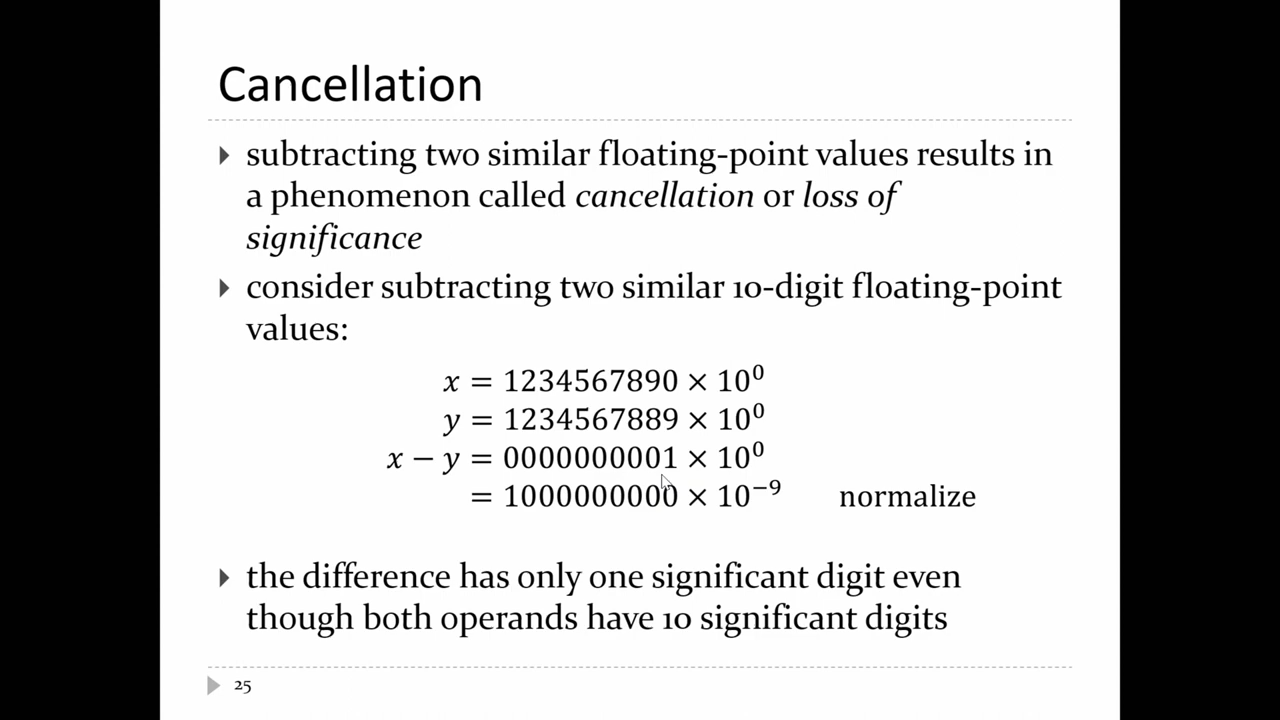 Cancellation
subtracting two similar floating-point values results in
a phenomenon called cancellation or loss of
significance
consider subtracting two similar 10-digit floating-point
values:
x = 1234567890 × 10⁰
y = 1234567889 × 10⁰
x − y = 0000000001 × 10⁰
= 1000000000 × 10⁻⁹ normalize
the difference has only one significant digit even
though both operands have 10 significant digits
25